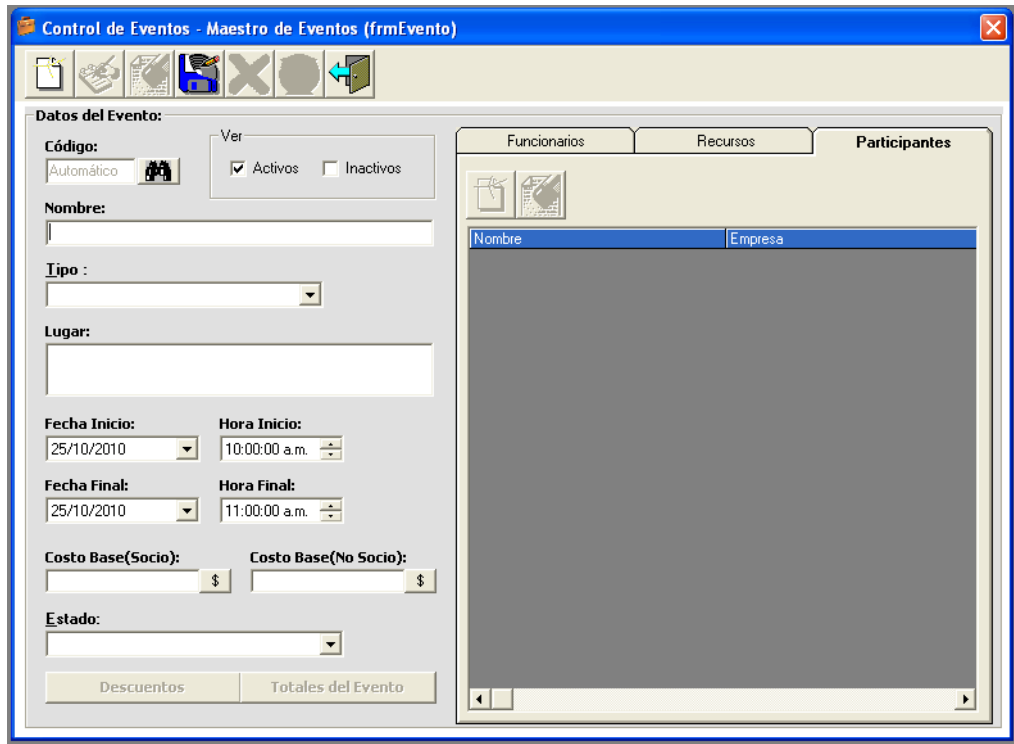 Control de Eventos - Maestro de Eventos (frmEvento)
Datos del Evento:
Código:
Automático
Ver
Activos
Inactivos
Nombre:
Tipo :
Lugar:
Fecha Inicio:
Hora Inicio:
25/10/2010
10:00:00 a.m.
Fecha Final:
Hora Final:
25/10/2010
11:00:00 a.m.
Costo Base(Socio):
Costo Base(No Socio):
$
$
Estado:
Descuentos
Totales del Evento
Funcionarios
Recursos
Participantes
Nombre
Empresa